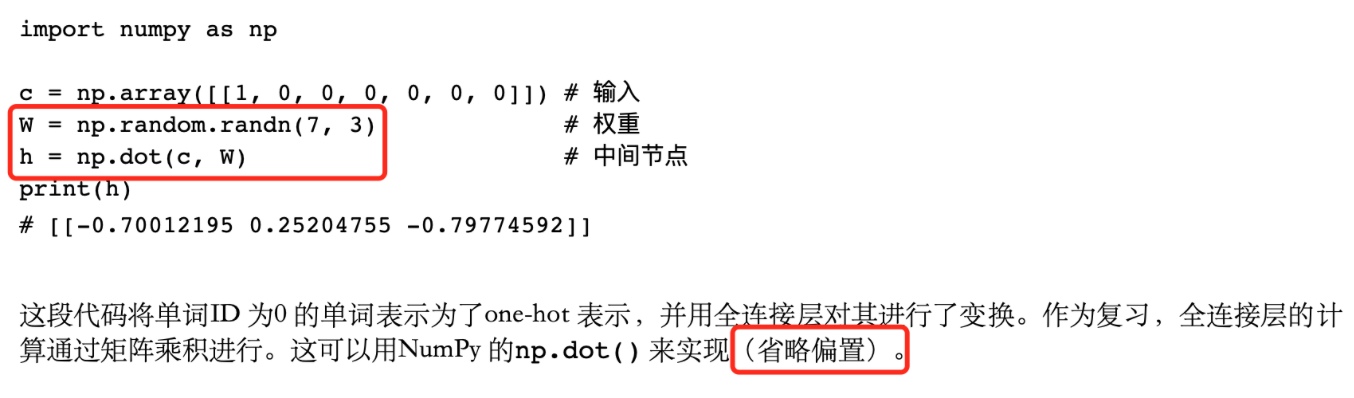 import numpy as np
c = np.array([[1, 0, 0, 0, 0, 0, 0]]) # 输入
W = np.random.randn(7, 3) # 权重
h = np.dot(c, W) # 中间节点
print(h)
# [[-0.70012195 0.25204755 -0.79774592]]
这段代码将单词ID 为0 的单词表示为了one-hot 表示，并用全连接层对其进行了变换。作为复习，全连接层的计
算通过矩阵乘积进行。这可以用NumPy 的np.dot() 来实现（省略偏置）。